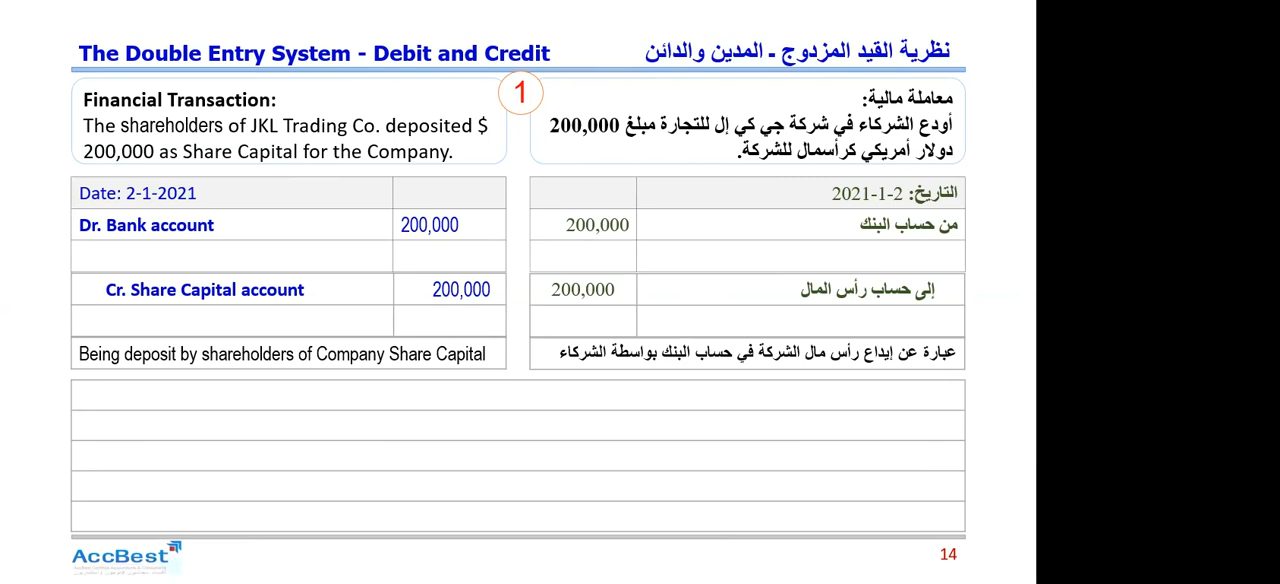 The Double Entry System - Debit and Credit
نظرية القيد المزدوج - المدين والدائن
1
Financial Transaction:
The shareholders of JKL Trading Co. deposited $
200,000 as Share Capital for the Company.
معاملة مالية:
أودع الشركاء في شركة جي كي إل للتجارة مبلغ 200,000
دولار أمريكي كرأسمال للشركة.
Date: 2-1-2021
Dr. Bank account 200,000
Cr. Share Capital account 200,000
Being deposit by shareholders of Company Share Capital
التاريخ: 2-1-2021
من حساب البنك 200,000
إلى حساب رأس المال 200,000
عبارة عن إيداع رأس مال الشركة في حساب البنك بواسطة الشركاء
AccBest
14